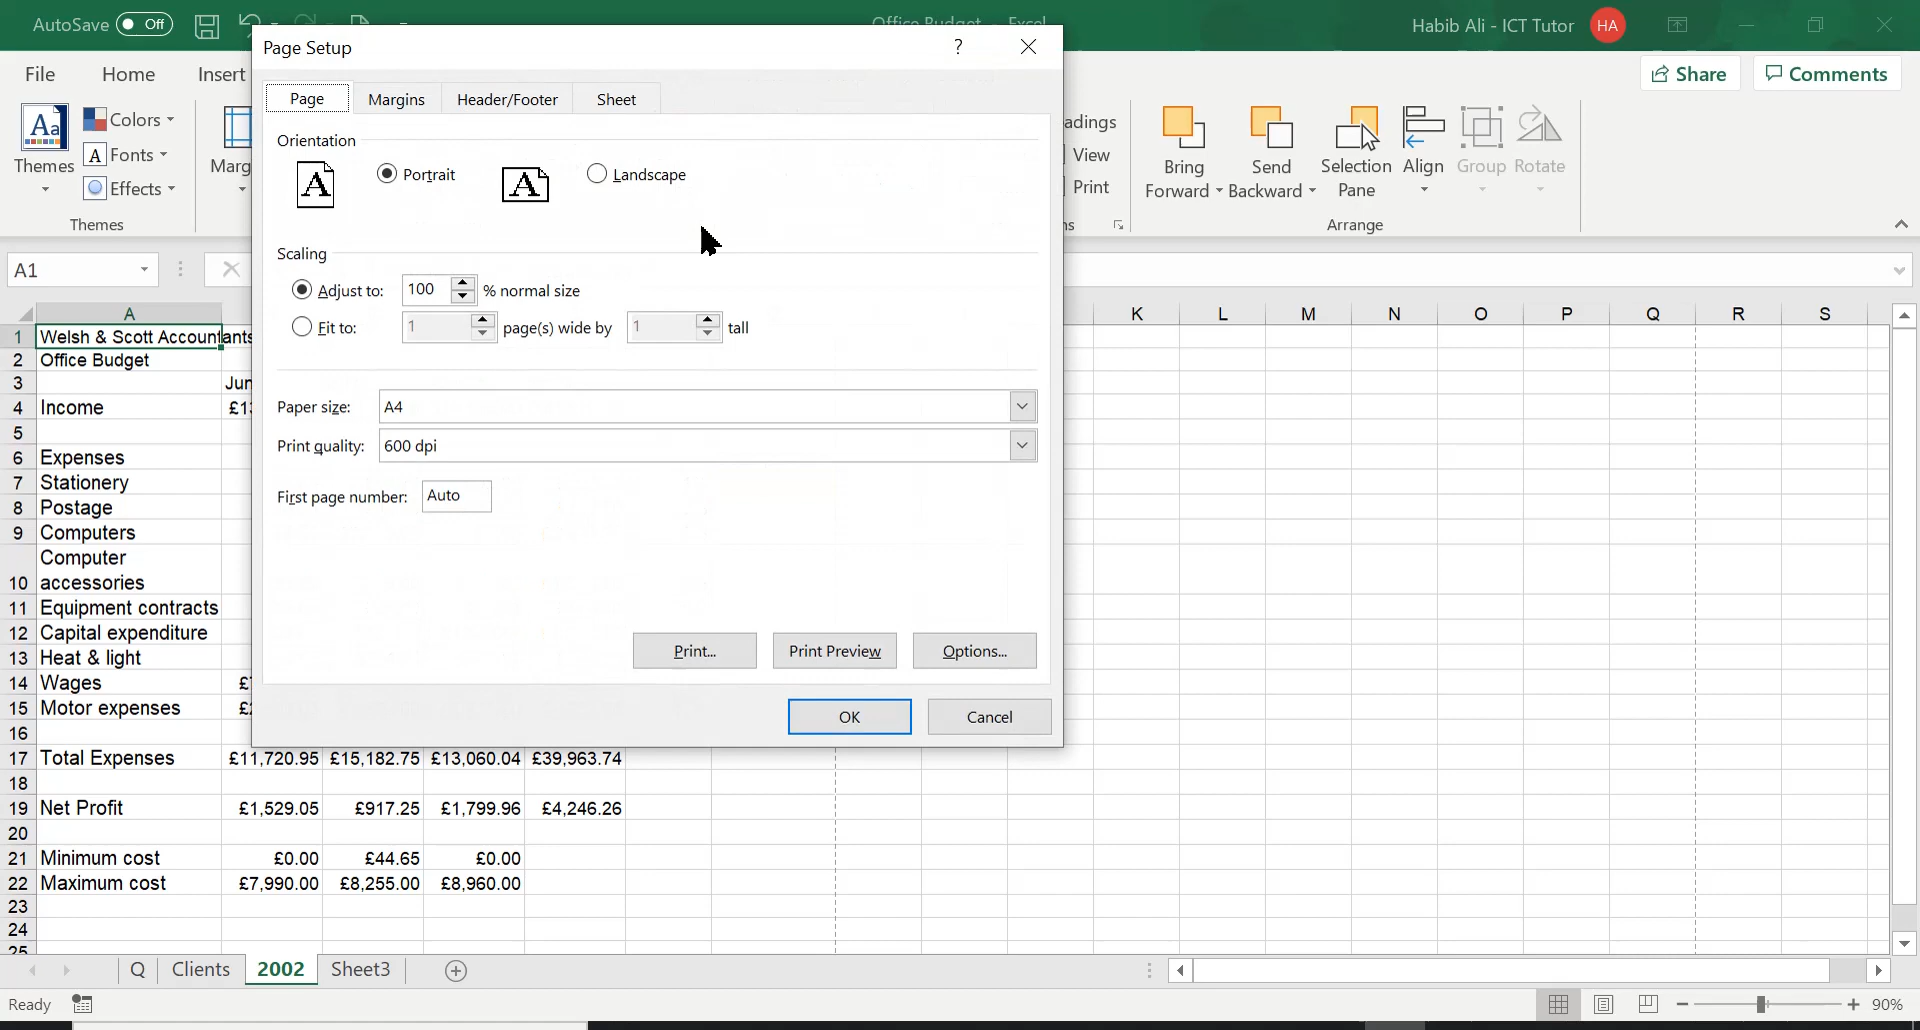 AutoSave Off
Habib Ali - ICT Tutor HA
Page Setup ?
File Home Insert
Share Comments
Page Margins Header/Footer Sheet
Themes
Colors
Fonts
Effects
Themes
Marg
adings
View
Print
ns
Bring Forward
Send Backward
Selection Pane
Align
Group
Rotate
Arrange
Orientation
A Portrait A Landscape
Scaling
Adjust to: 100 % normal size
Fit to: 1 page(s) wide by 1 tall
Paper size: A4
Print quality: 600 dpi
First page number: Auto
Print... Print Preview Options...
OK Cancel
A1
A K L M N O P Q R S
1 Welsh & Scott Accountants
2 Office Budget
3 Jun
4 Income £13
5
6 Expenses
7 Stationery
8 Postage
9 Computers
Computer
10 accessories
11 Equipment contracts
12 Capital expenditure
13 Heat & light
14 Wages £
15 Motor expenses £
16
17 Total Expenses £11,720.95 £15,182.75 £13,060.04 £39,963.74
18
19 Net Profit £1,529.05 £917.25 £1,799.96 £4,246.26
20
21 Minimum cost £0.00 £44.65 £0.00
22 Maximum cost £7,990.00 £8,255.00 £8,960.00
23
24
25
Q Clients 2002 Sheet3
Ready 90%